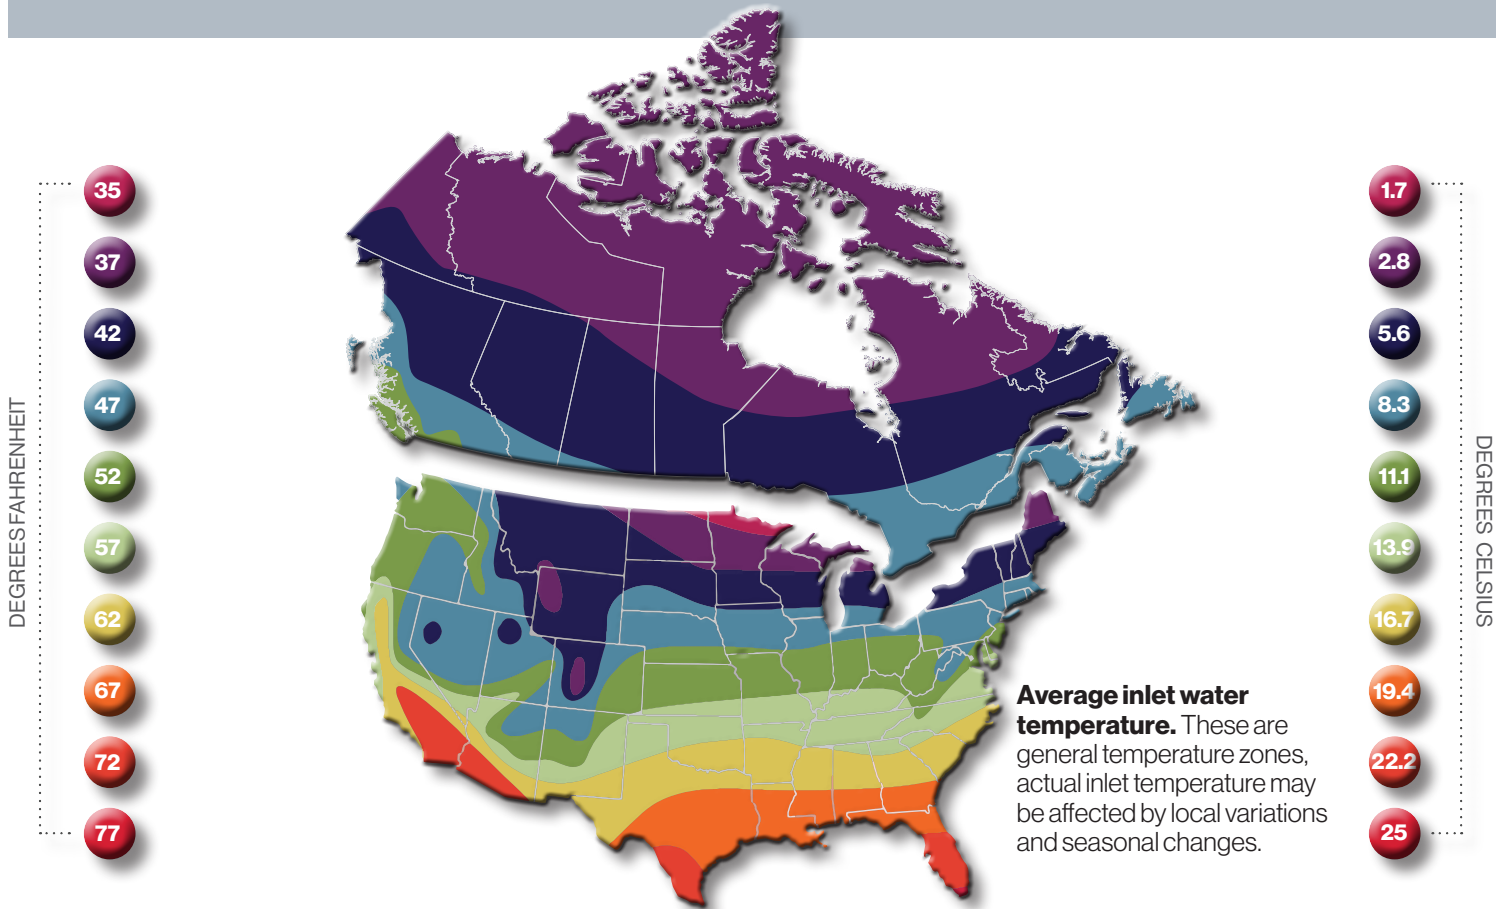 DEGREES FAHRENHEIT
35
37
42
47
52
57
62
67
72
77
Average inlet water
temperature. These are
general temperature zones,
actual inlet temperature may
be affected by local variations
and seasonal changes.
1.7
2.8
5.6
8.3
11.1
13.9
16.7
19.4
22.2
25
DEGREES CELSIUS